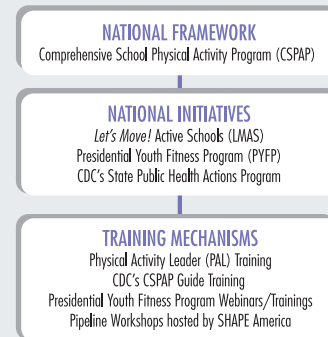 NATIONAL FRAMEWORK
Comprehensive School Physical Activity Program (CSPAP)
NATIONAL INITIATIVES
Let's Move! Active Schools (LMAS)
Presidential Youth Fitness Program (PYFP)
CDC's State Public Health Actions Program
TRAINING MECHANISMS
Physical Activity Leader (PAL) Training
CDC's CSPAP Guide Training
Presidential Youth Fitness Program Webinars/Trainings
Pipeline Workshops hosted by SHAPE America